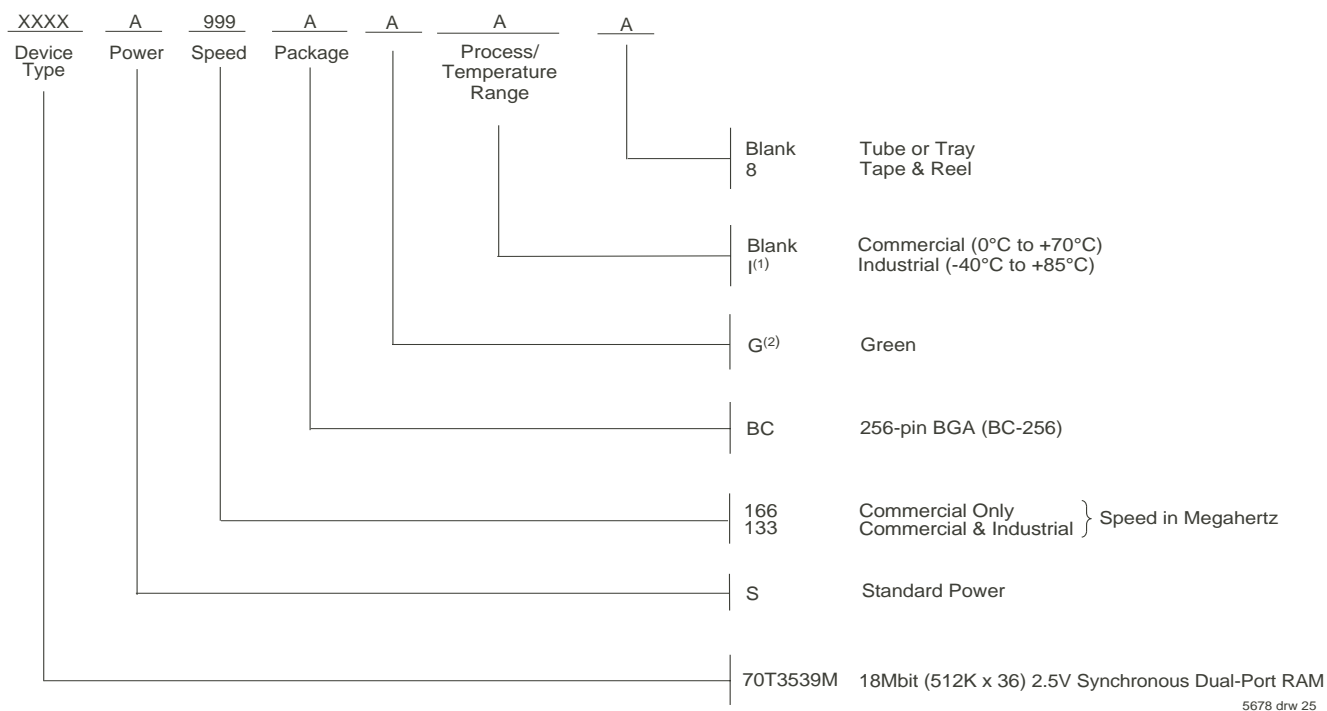 XXXX A 999 A A A A
Device Type Power Speed Package Process/
Temperature
Range
Blank Tube or Tray
8 Tape & Reel
Blank Commercial (0°C to +70°C)
I(1) Industrial (-40°C to +85°C)
G(2) Green
BC 256-pin BGA (BC-256)
166 Commercial Only
133 Commercial & Industrial
Speed in Megahertz
S Standard Power
70T3539M 18Mbit (512K x 36) 2.5V Synchronous Dual-Port RAM
5678 drw 25